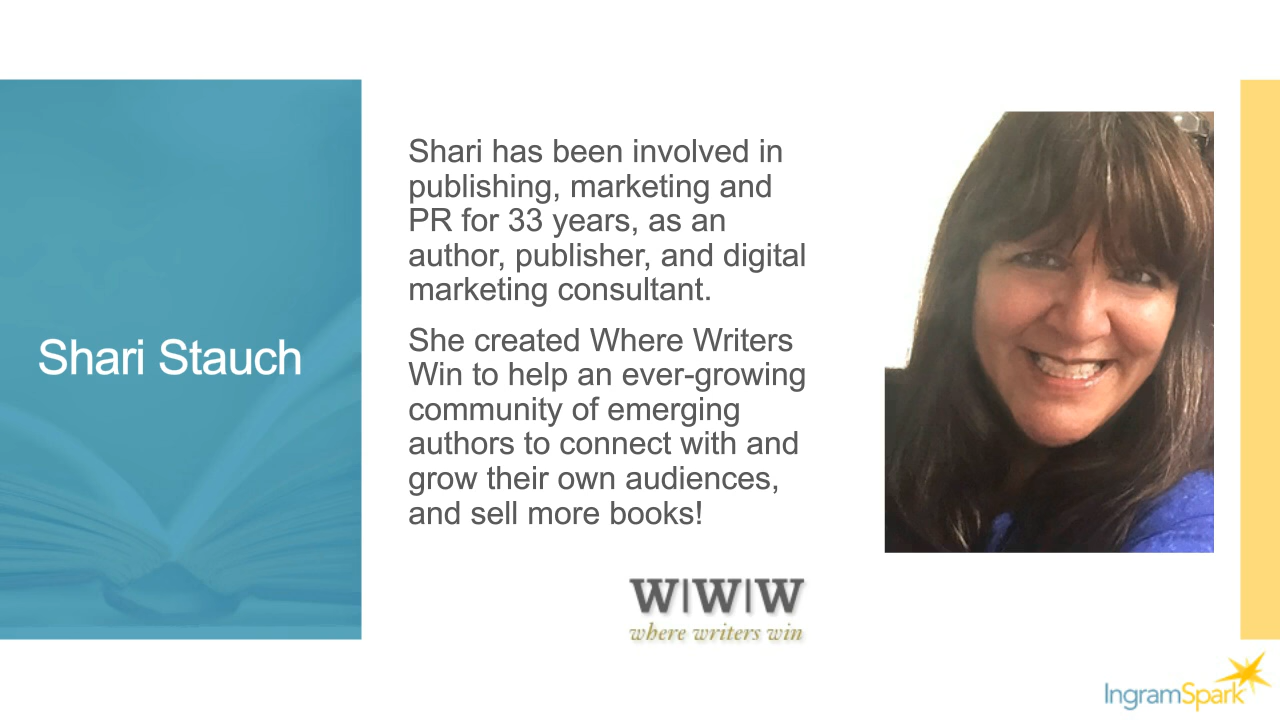 Shari Stauch
Shari has been involved in
publishing, marketing and
PR for 33 years, as an
author, publisher, and digital
marketing consultant.
She created Where Writers
Win to help an ever-growing
community of emerging
authors to connect with and
grow their own audiences,
and sell more books!
W|W|W
where writers win
IngramSpark